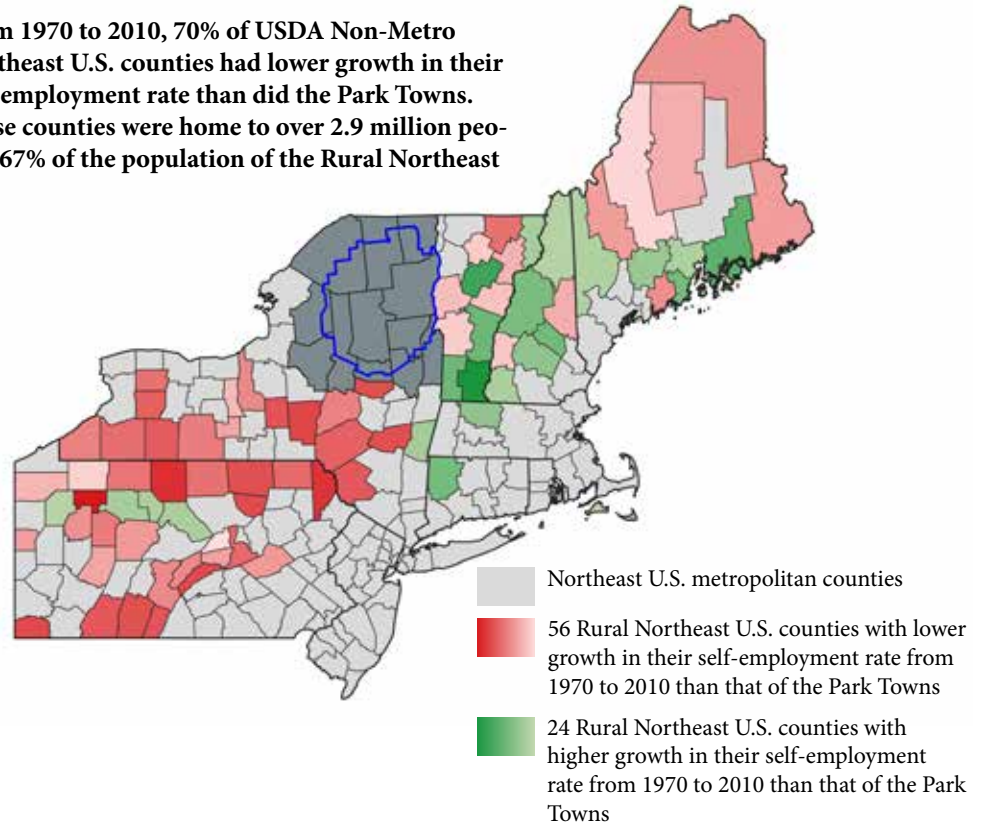 m 1970 to 2010, 70% of USDA Non-Metro
theast U.S. counties had lower growth in their
employment rate than did the Park Towns.
se counties were home to over 2.9 million peo-
67% of the population of the Rural Northeast
Northeast U.S. metropolitan counties
56 Rural Northeast U.S. counties with lower
growth in their self-employment rate from
1970 to 2010 than that of the Park Towns
24 Rural Northeast U.S. counties with
higher growth in their self-employment
rate from 1970 to 2010 than that of the Park
Towns